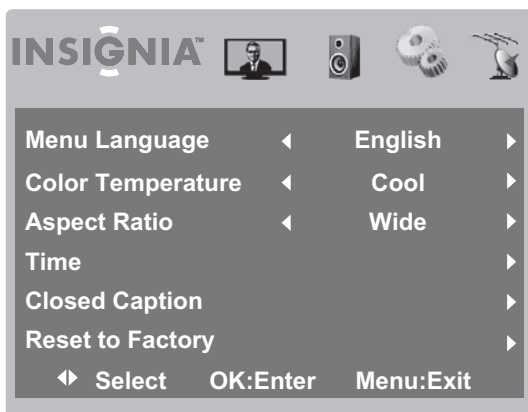 INSIGNIA™
Menu Language English
Color Temperature Cool
Aspect Ratio Wide
Time
Closed Caption
Reset to Factory
Select OK:Enter Menu:Exit